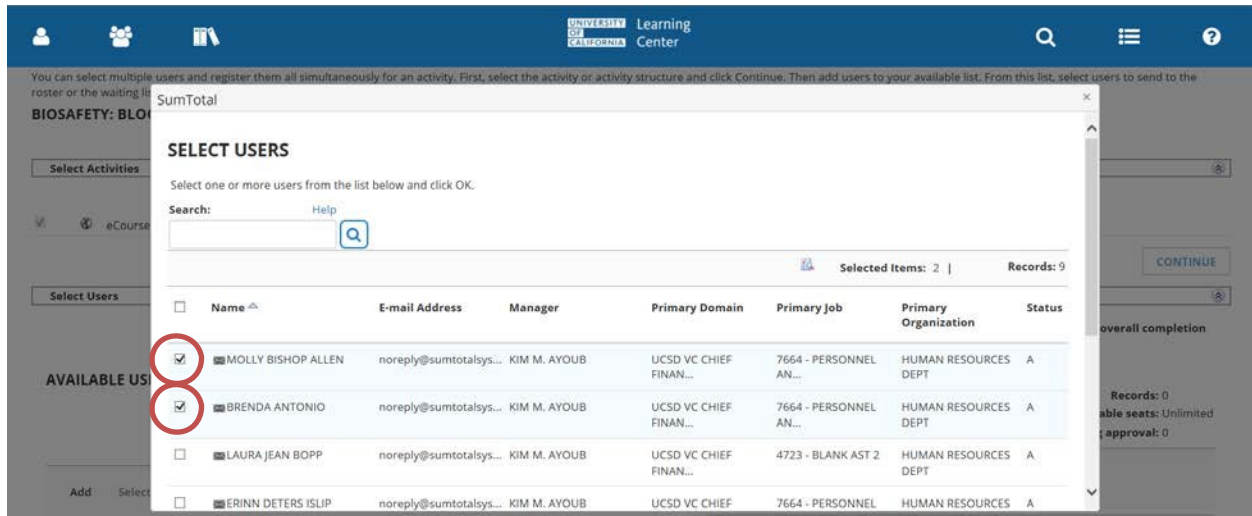 UNIVERSITY OF CALIFORNIA Learning Center
You can select multiple users and register them all simultaneously for an activity. First, select the activity or activity structure and click Continue. Then add users to your available list. From this list, select users to send to the
roster or the waiting lis
SumTotal ×
BIOSAFETY: BLOO
SELECT USERS
Select Activities
Select one or more users from the list below and click OK.
Search: Help
eCourse
Selected Items: 2 | Records: 9
CONTINUE
Select Users
Name E-mail Address Manager Primary Domain Primary Job Primary Organization Status
overall completion
MOLLY BISHOP ALLEN noreply@sumtotalsys... KIM M. AYOUB UCSD VC CHIEF FINAN... 7664 - PERSONNEL AN... HUMAN RESOURCES DEPT A
AVAILABLE USE
Records: 0
BRENDA ANTONIO noreply@sumtotalsys... KIM M. AYOUB UCSD VC CHIEF FINAN... 7664 - PERSONNEL AN... HUMAN RESOURCES DEPT A
able seats: Unlimited
approval: 0
LAURA JEAN BOPP noreply@sumtotalsys... KIM M. AYOUB UCSD VC CHIEF FINAN... 4723 - BLANK AST 2 HUMAN RESOURCES DEPT A
Add Select
ERINN DETERS ISLIP noreply@sumtotalsys... KIM M. AYOUB UCSD VC CHIEF 7664 - PERSONNEL HUMAN RESOURCES A